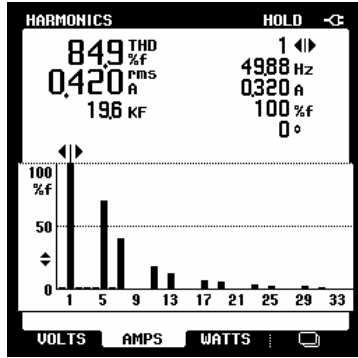 HARMONICS HOLD
84.9 THD %f
0.420 rms A
19.6 KF
1
49.88 Hz
0.320 A
100 %f
0 °
100
%f
50
0
1 5 9 13 17 21 25 29 33
VOLTS AMPS WATTS